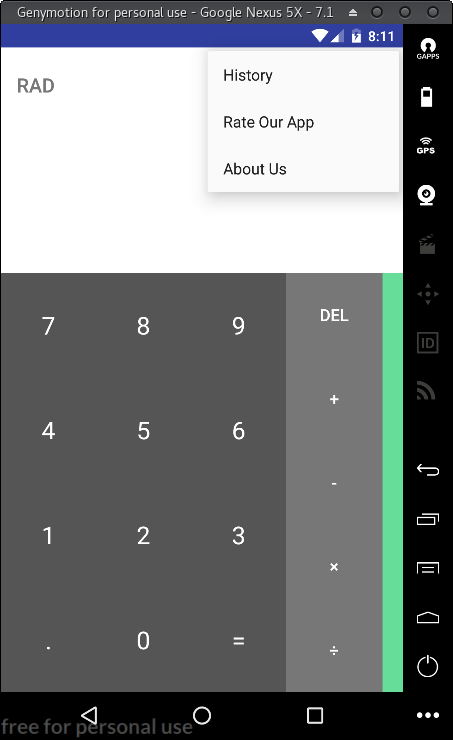 Genymotion for personal use - Google Nexus 5X - 7.1
8:11
GAPPS
RAD
History
Rate Our App
About Us
GPS
ID
7 8 9 DEL
+
4 5 6
-
1 2 3
×
. 0 =
÷
free for personal use